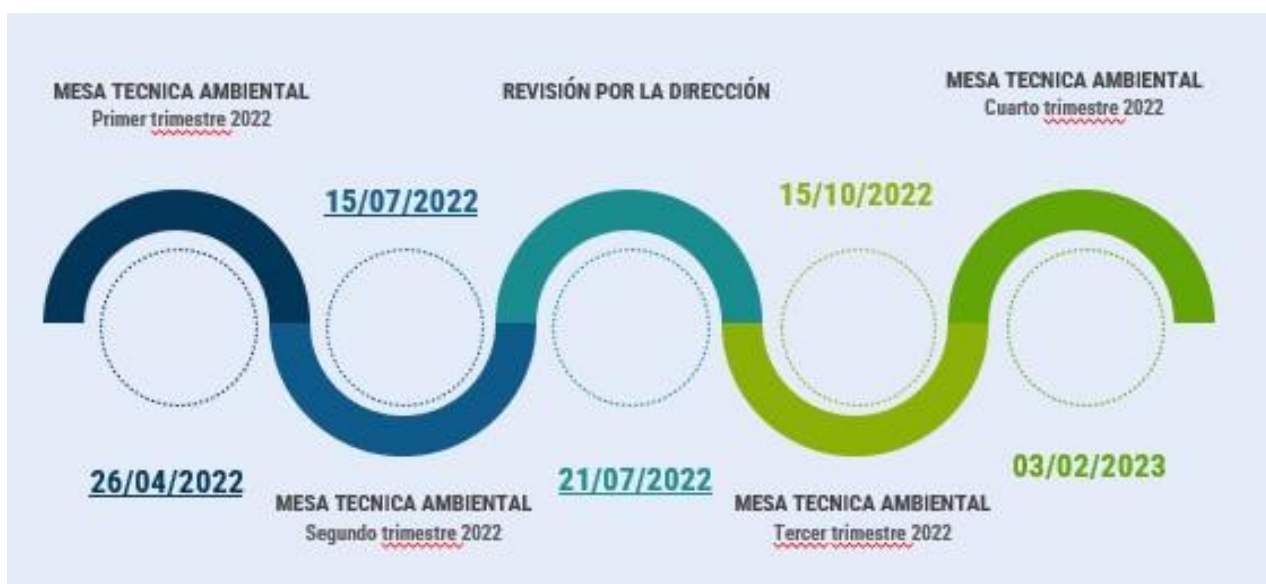 MESA TECNICA AMBIENTAL
Primer trimestre 2022
26/04/2022
15/07/2022
MESA TECNICA AMBIENTAL
Segundo trimestre 2022
REVISIÓN POR LA DIRECCIÓN
21/07/2022
15/10/2022
MESA TECNICA AMBIENTAL
Tercer trimestre 2022
MESA TECNICA AMBIENTAL
Cuarto trimestre 2022
03/02/2023